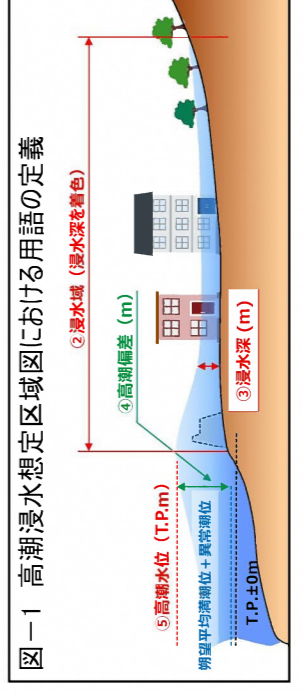 図－1 高潮浸水想定区域図における用語の定義
②浸水域（浸水深を着色）
④高潮偏差（m）
⑤高潮水位（T.P.m）
朔望平均満潮位＋異常潮位
③浸水深（m）
T.P.±0m